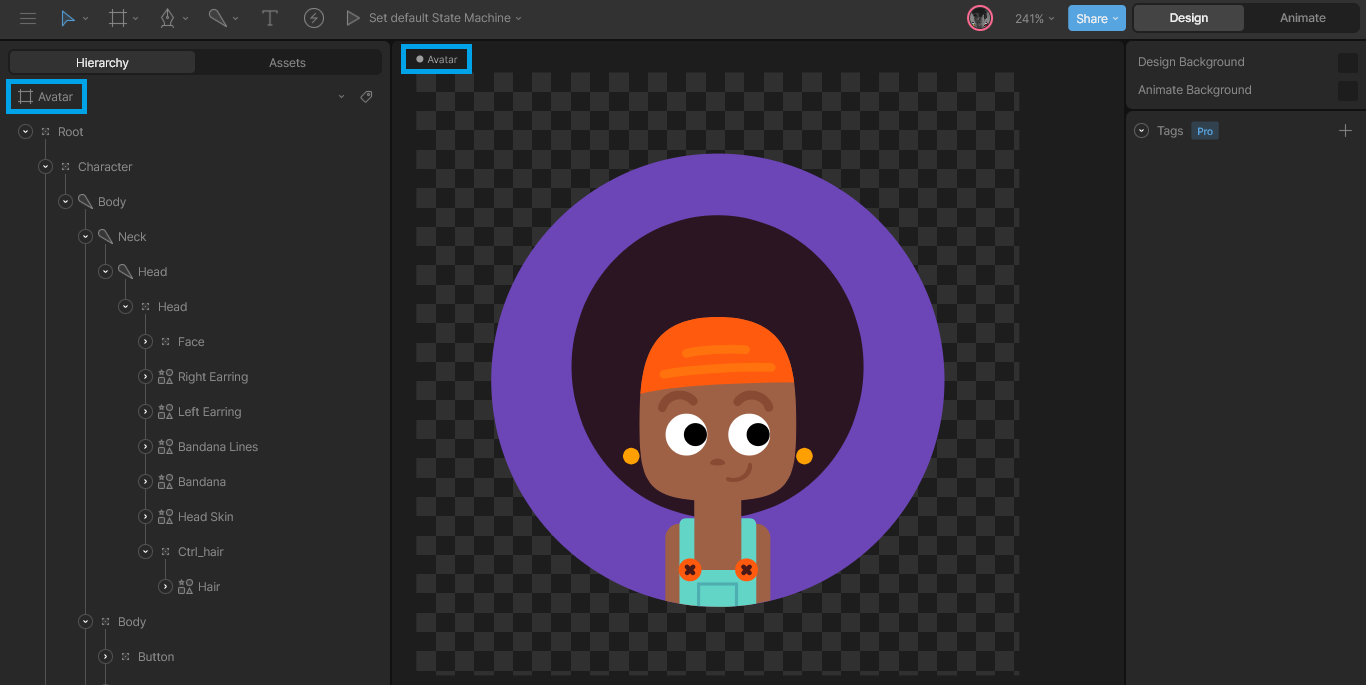 Set default State Machine
241%
Share
Design
Animate
Hierarchy
Assets
Avatar
Root
Character
Body
Neck
Head
Head
Face
Right Earring
Left Earring
Bandana Lines
Bandana
Head Skin
Ctrl_hair
Hair
Body
Button
Avatar
Design Background
Animate Background
Tags Pro